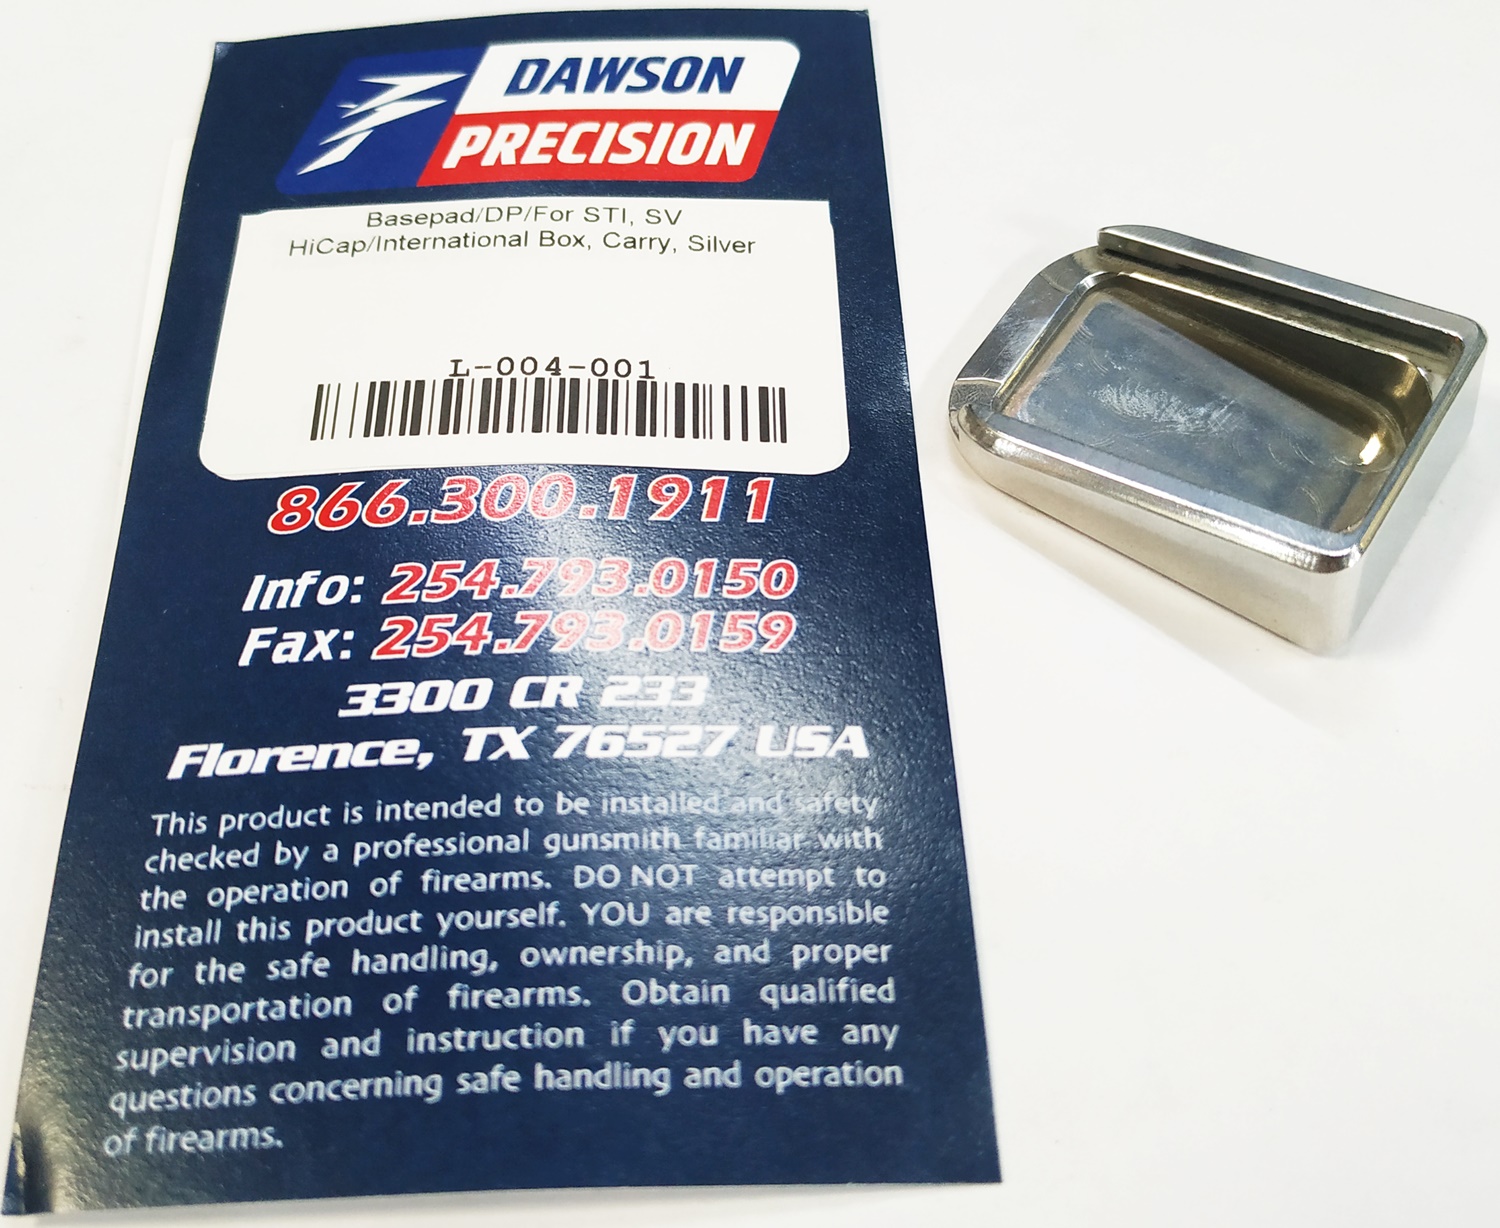 DAWSON
PRECISION
Basepad/DP/For STI, SV
HiCap/International Box, Carry, Silver
L-004-001
866.300.1911
Info: 254.793.0150
Fax: 254.793.0159
3300 CR 233
Florence, TX 76527 USA
This product is intended to be installed and safety
checked by a professional gunsmith familiar with
the operation of firearms. DO NOT attempt to
install this product yourself. YOU are responsible
for the safe handling, ownership, and proper
transportation of firearms. Obtain qualified
supervision and instruction if you have any
questions concerning safe handling and operation
of firearms.